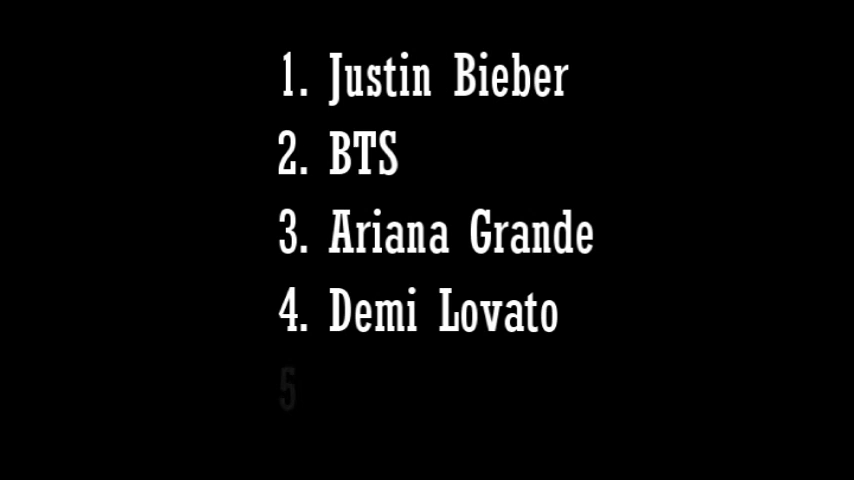 1. Justin Bieber
2. BTS
3. Ariana Grande
4. Demi Lovato
5